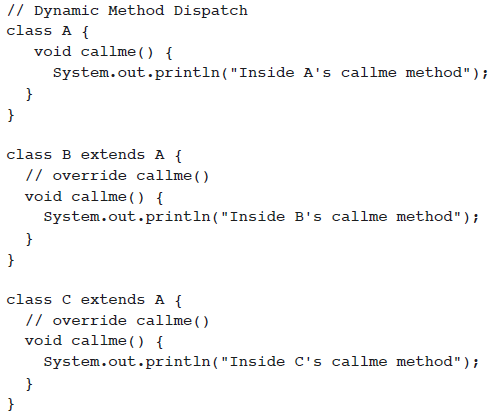 // Dynamic Method Dispatch
class A {
   void callme() {
     System.out.println("Inside A's callme method");
  }
}

class B extends A {
  // override callme()
  void callme() {
    System.out.println("Inside B's callme method");
  }
}

class C extends A {
  // override callme()
  void callme() {
    System.out.println("Inside C's callme method");
  }
}